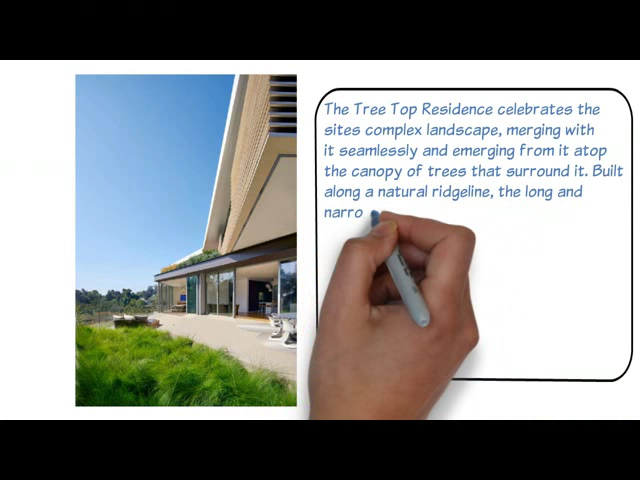 The Tree Top Residence celebrates the
sites complex landscape, merging with
it seamlessly and emerging from it atop
the canopy of trees that surround it. Built
along a natural ridgeline, the long and
narro